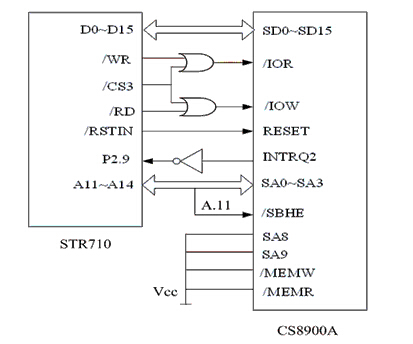 D0~D15 SD0~SD15
/WR /IOR
/CS3
/RD /IOW
/RSTIN RESET
P2.9 INTRQ2
A11~A14 SA0~SA3
A.11 /SBHE
SA8
SA9
/MEMW
Vcc /MEMR
STR710
CS8900A